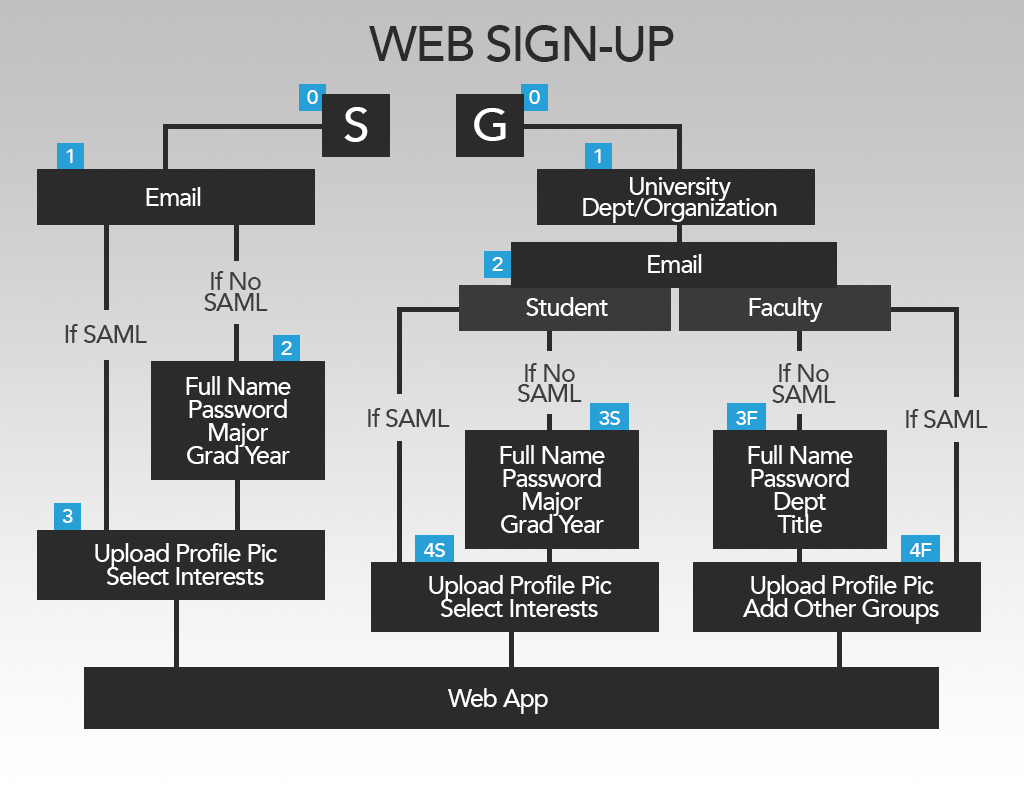 WEB SIGN-UP
0
S
G
0
1
Email
1
University
Dept/Organization
2
Email
Student
Faculty
If No
SAML
If SAML
2
Full Name
Password
Major
Grad Year
3
Upload Profile Pic
Select Interests
If SAML
If No
SAML
3S
Full Name
Password
Major
Grad Year
4S
Upload Profile Pic
Select Interests
If No
SAML
If SAML
3F
Full Name
Password
Dept
Title
4F
Upload Profile Pic
Add Other Groups
Web App